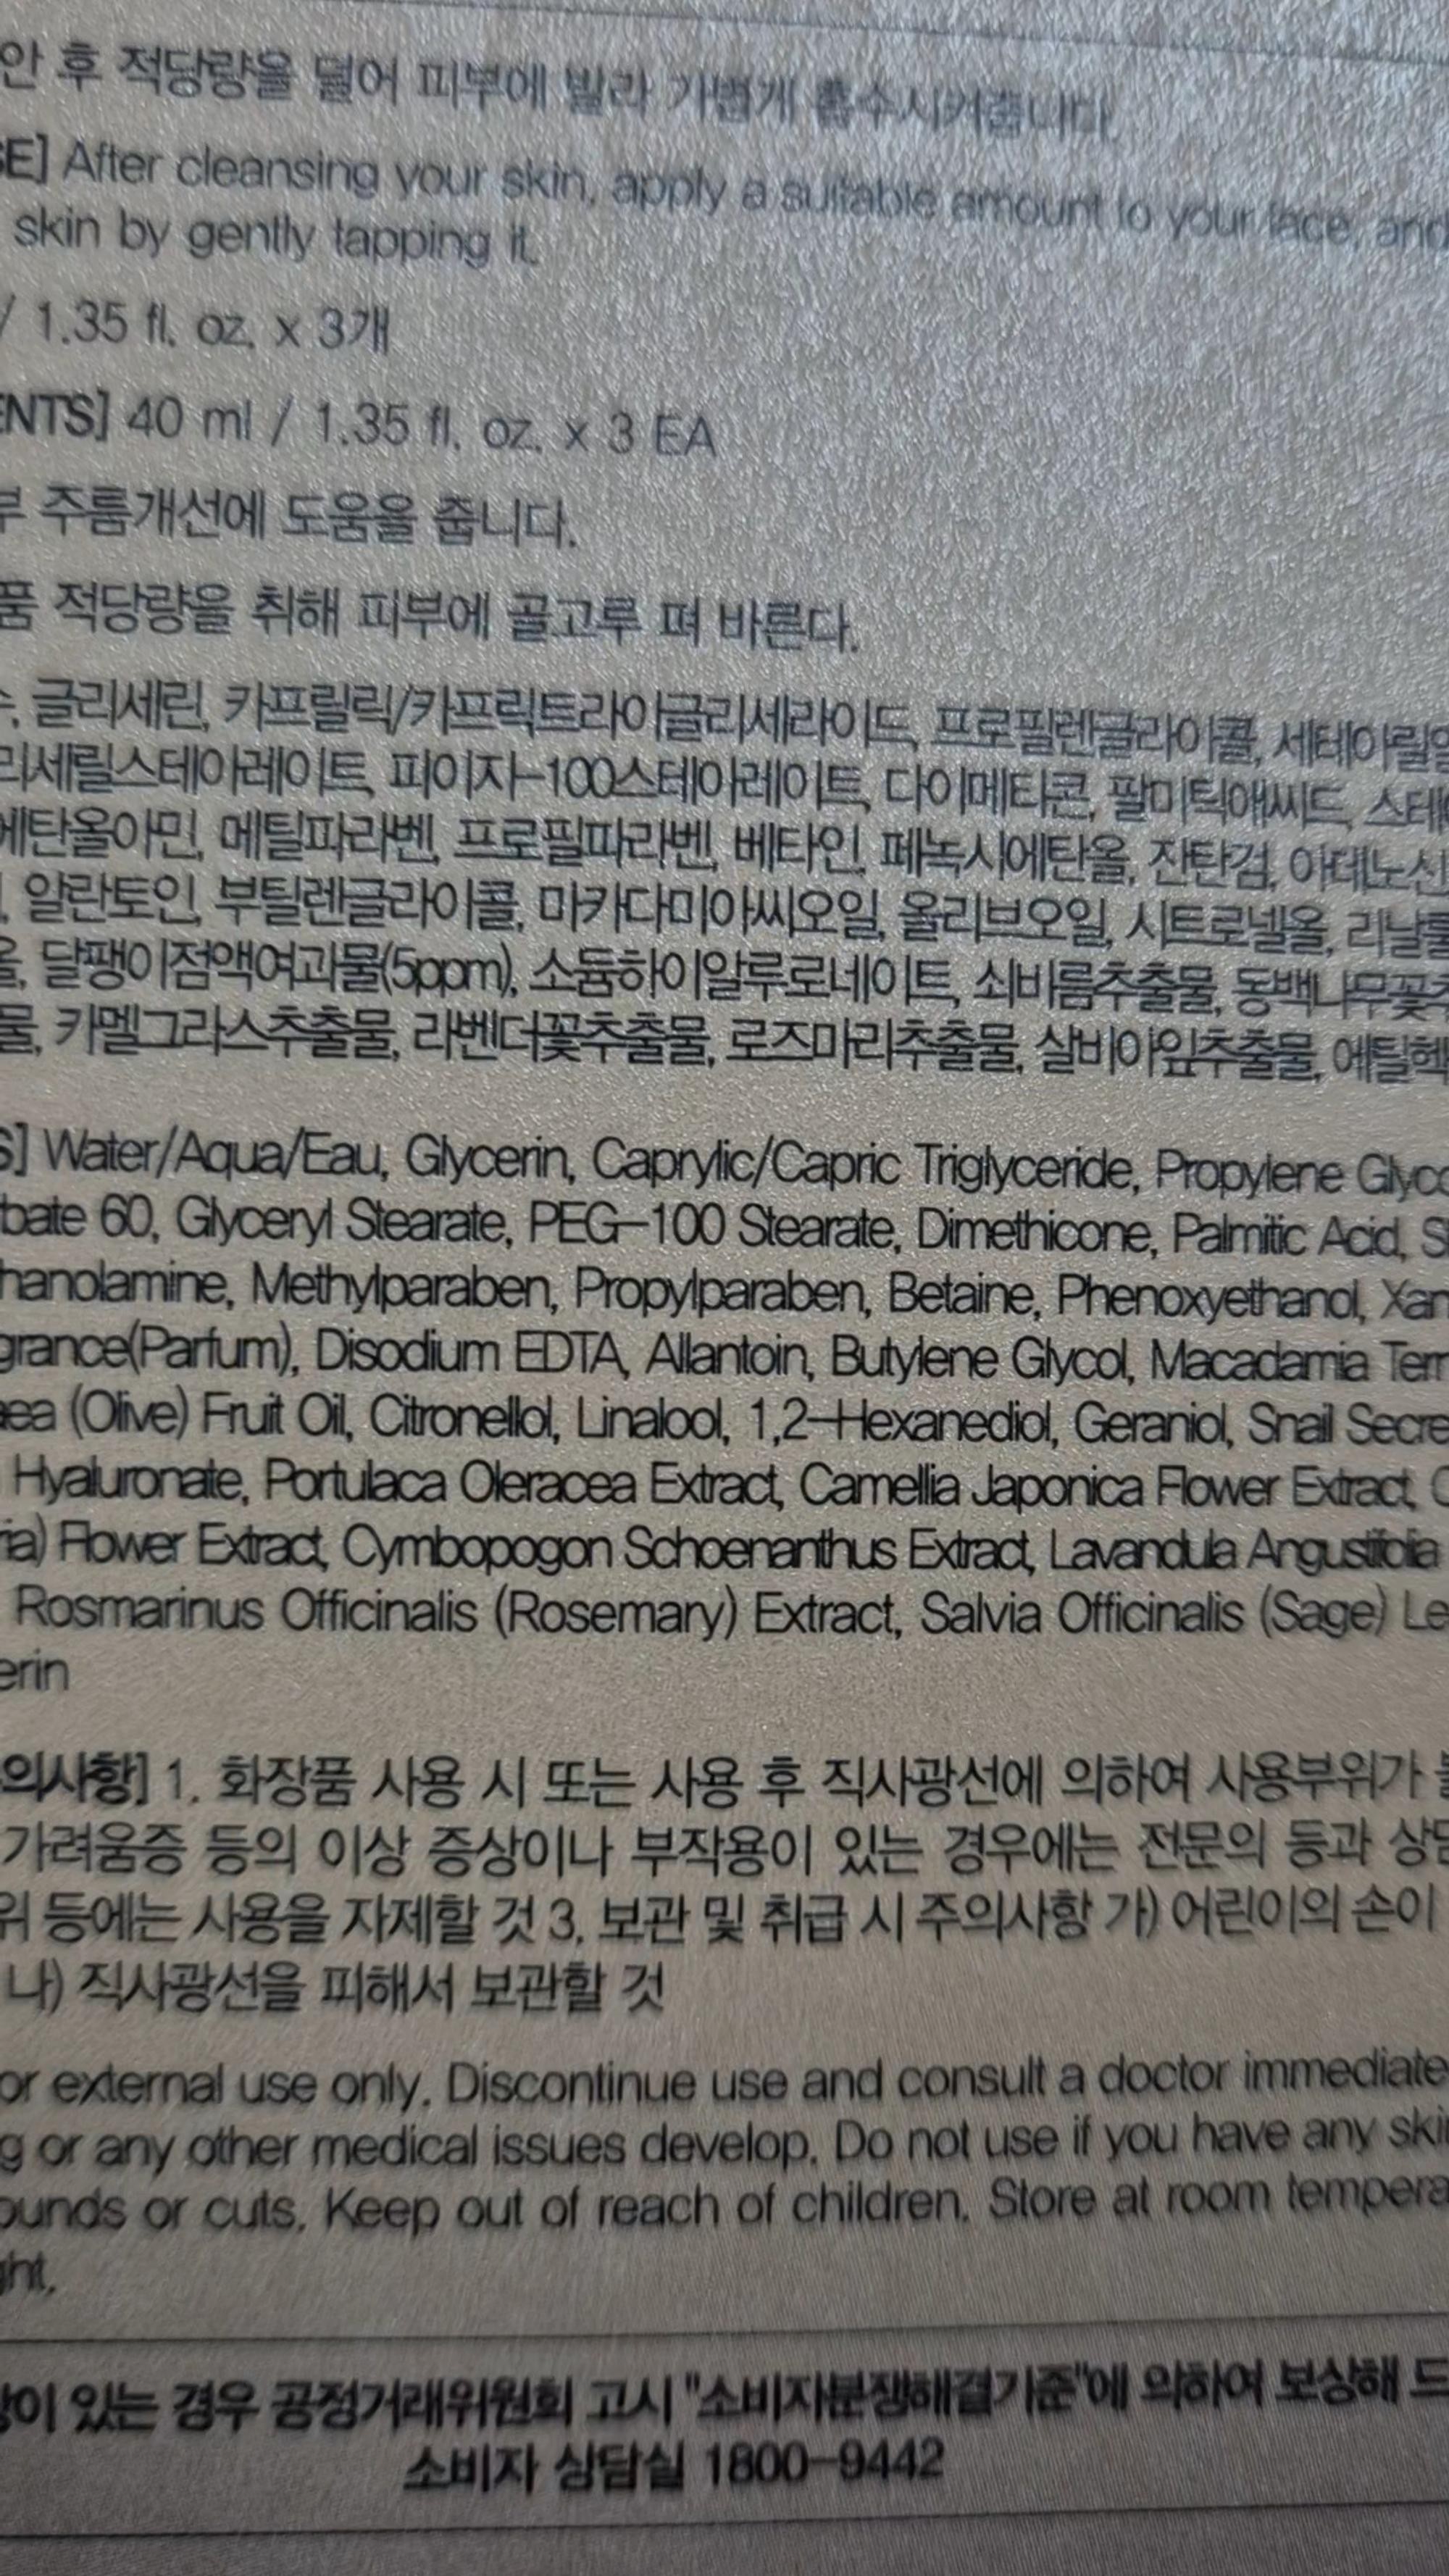 안 후 적당량을 덜어 피부에 발라 가볍게 흡수시켜줍니다.
SE] After cleansing your skin, apply a suitable amount to your face, and
skin by gently tapping it.
/ 1.35 fl. oz. x 3개
ENTS] 40 ml / 1.35 fl. oz. x 3 EA
부 주름개선에 도움을 줍니다.
품 적당량을 취해 피부에 골고루 펴 바른다.
수, 글리세린, 카프릴릭/카프릭트라이글리세라이드, 프로필렌글라이콜, 세테아릴알
리세릴스테아레이트, 피이지-100스테아레이트, 다이메티콘, 팔미틱애씨드, 스테
에탄올아민, 메틸파라벤, 프로필파라벤, 베타인, 페녹시에탄올, 잔탄검, 아데노신
, 알란토인, 부틸렌글라이콜, 마카다미아씨오일, 올리브오일, 시트로넬올, 리날룰
올, 달팽이점액여과물(5ppm), 소듐하이알루로네이트, 쇠비름추출물, 동백나무꽃추
물, 카멜그라스추출물, 라벤더꽃추출물, 로즈마리추출물, 살비아잎추출물, 에틸헥
S] Water/Aqua/Eau, Glycerin, Caprylic/Capric Triglyceride, Propylene Glyco
rbate 60, Glyceryl Stearate, PEG-100 Stearate, Dimethicone, Palmitic Acid, S
hanolamine, Methylparaben, Propylparaben, Betaine, Phenoxyethanol, Xan
grance(Parfum), Disodium EDTA, Allantoin, Butylene Glycol, Macadamia Tern
aea (Olive) Fruit Oil, Citronellol, Linalool, 1,2-Hexanediol, Geraniol, Snail Secre
Hyaluronate, Portulaca Oleracea Extract, Camellia Japonica Flower Extract, C
ria) Flower Extract, Cymbopogon Schoenanthus Extract, Lavandula Angustifolia
Rosmarinus Officinalis (Rosemary) Extract, Salvia Officinalis (Sage) Le
erin
의사항] 1. 화장품 사용 시 또는 사용 후 직사광선에 의하여 사용부위가
가려움증 등의 이상 증상이나 부작용이 있는 경우에는 전문의 등과 상담
위 등에는 사용을 자제할 것 3. 보관 및 취급 시 주의사항 가) 어린이의 손이
나) 직사광선을 피해서 보관할 것
or external use only. Discontinue use and consult a doctor immediate
g or any other medical issues develop. Do not use if you have any skin
ounds or cuts. Keep out of reach of children. Store at room tempera
ght.
상이 있는 경우 공정거래위원회 고시 "소비자분쟁해결기준"에 의하여 보상해 드
소비자 상담실 1800-9442